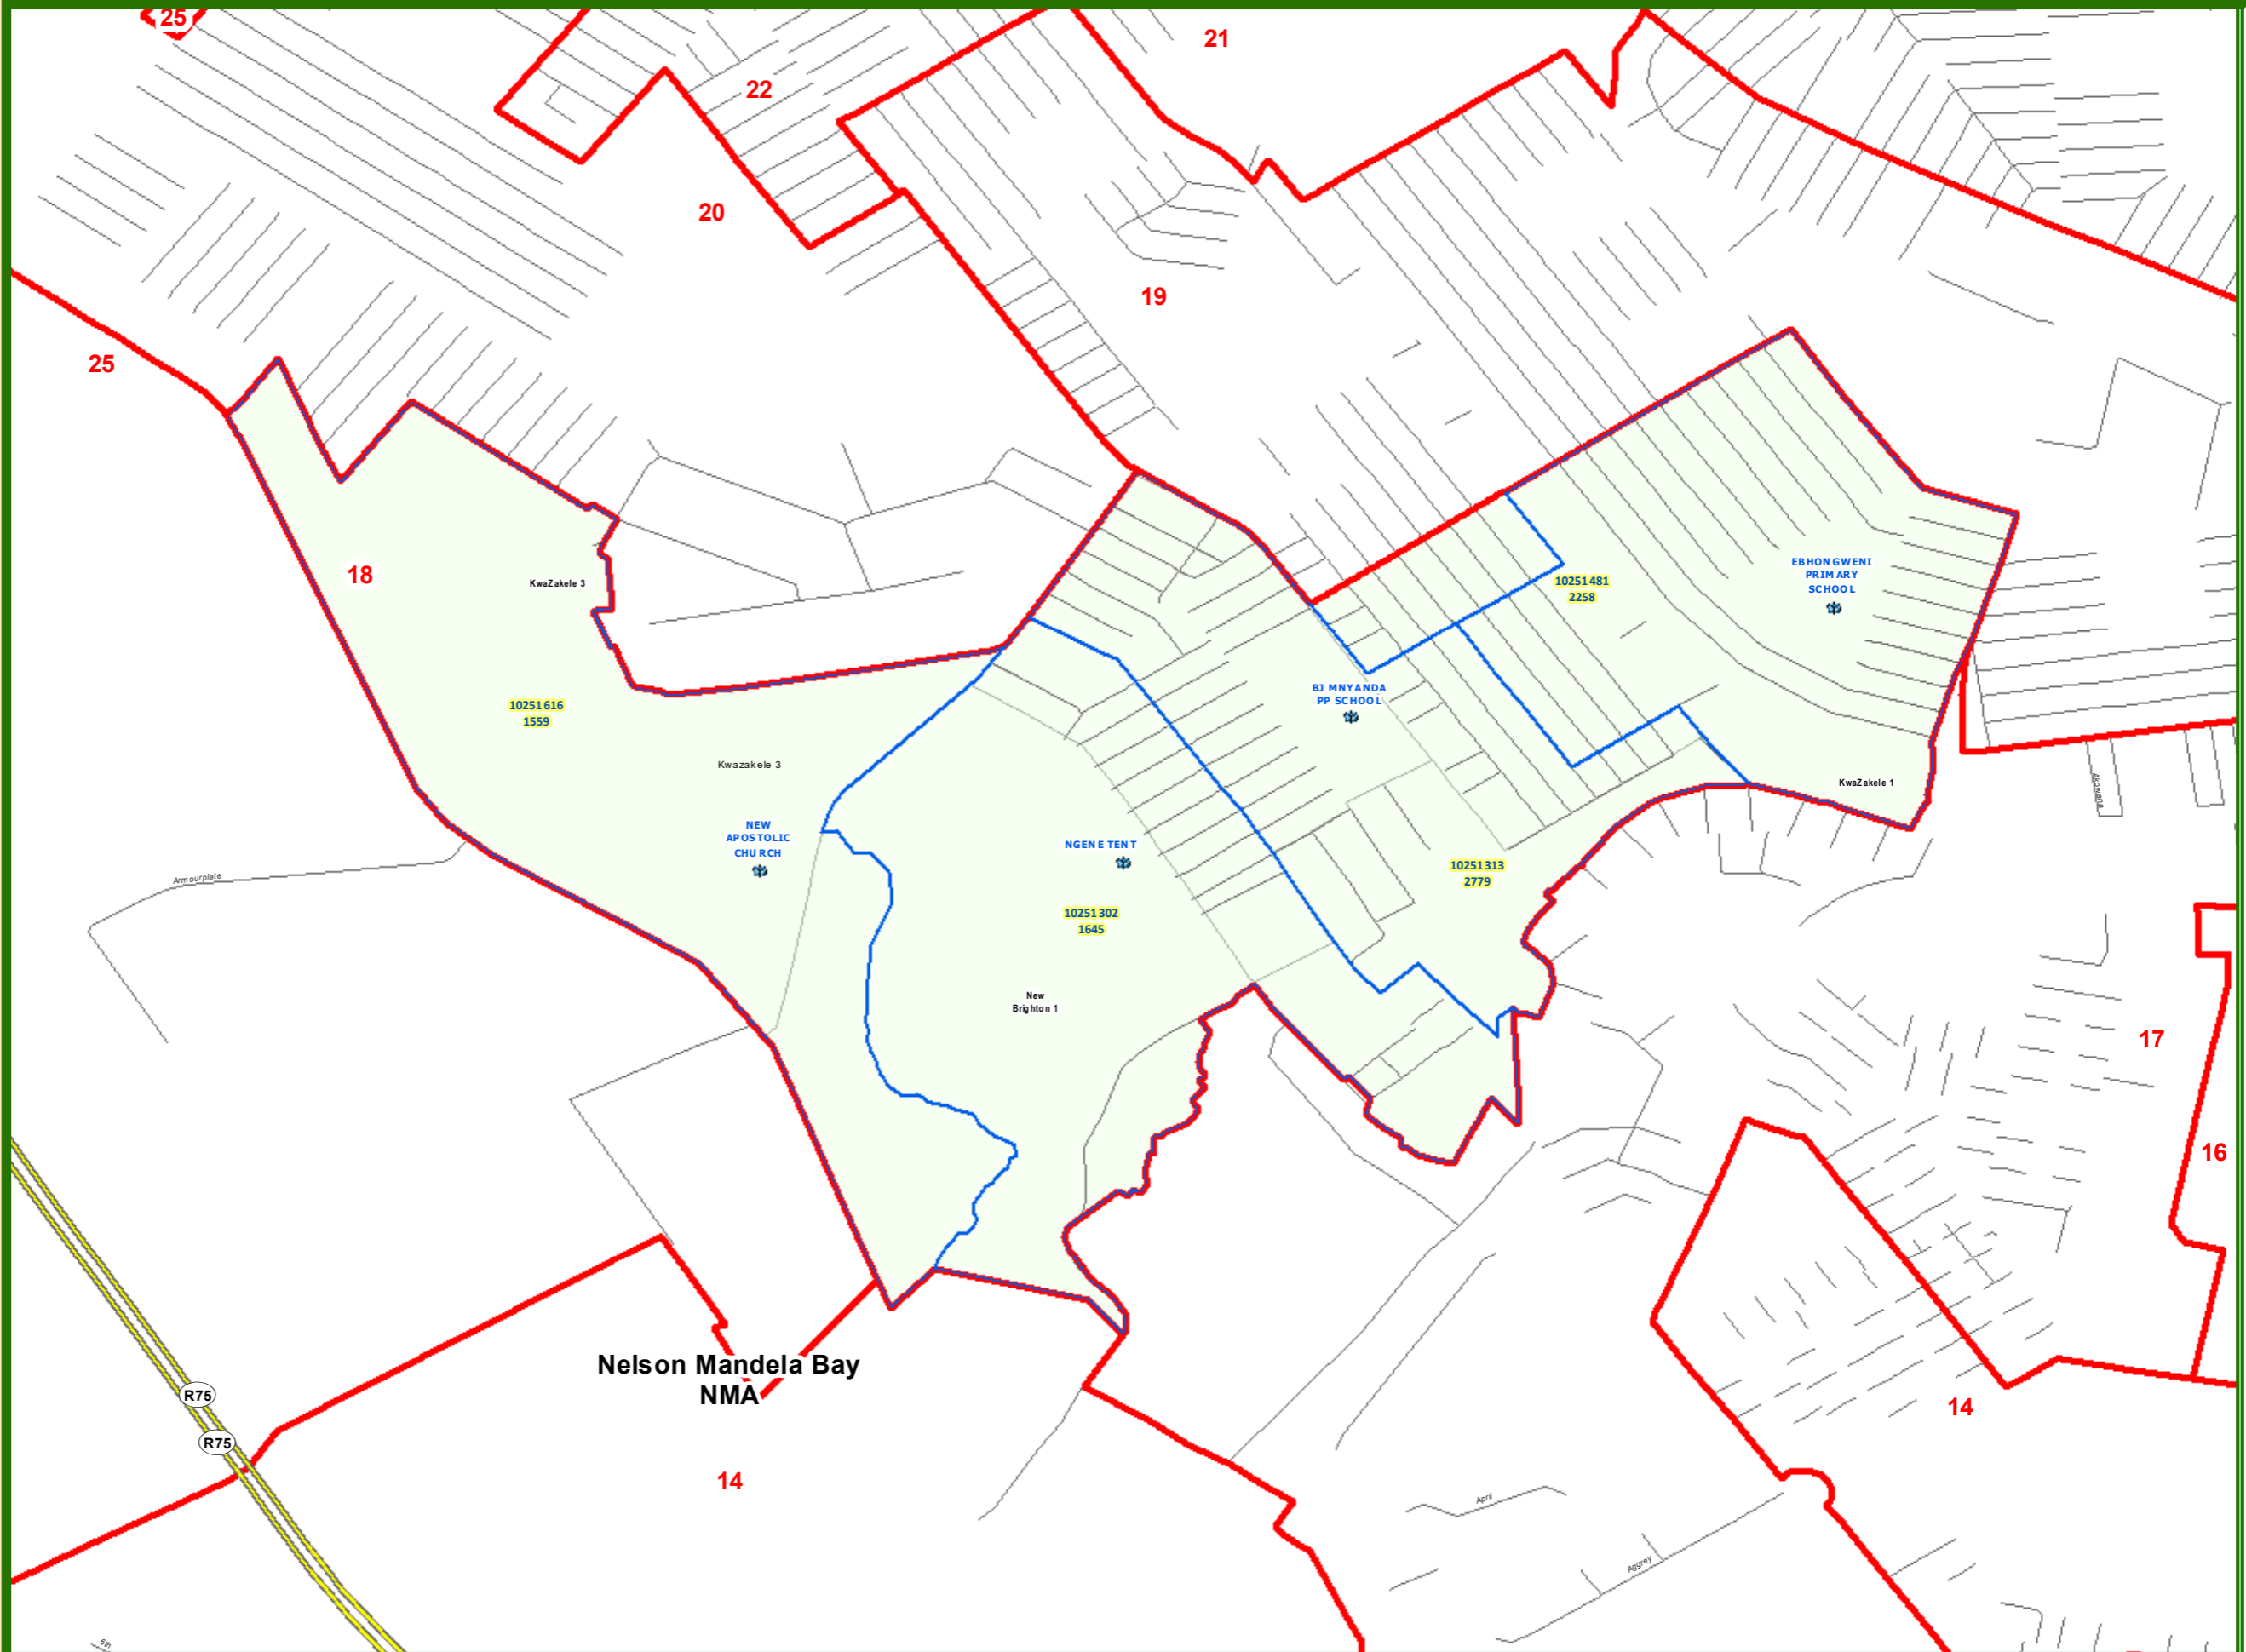 25
21
22
20
19
25
18
KwaZakele 3
10251481
2258
EBHONGWENI
PRIMARY
SCHOOL
BJ MNYANDA
PP SCHOOL
10251616
1559
Kwazakele 3
KwaZakele 1
Akowana
NEW
APOSTOLIC
CHURCH
NGENE TENT
10251313
2779
Armourplate
10251302
1645
New
Brighton 1
17
16
Nelson Mandela Bay
NMA
R75
R75
14
14
April
Aggrey
6th